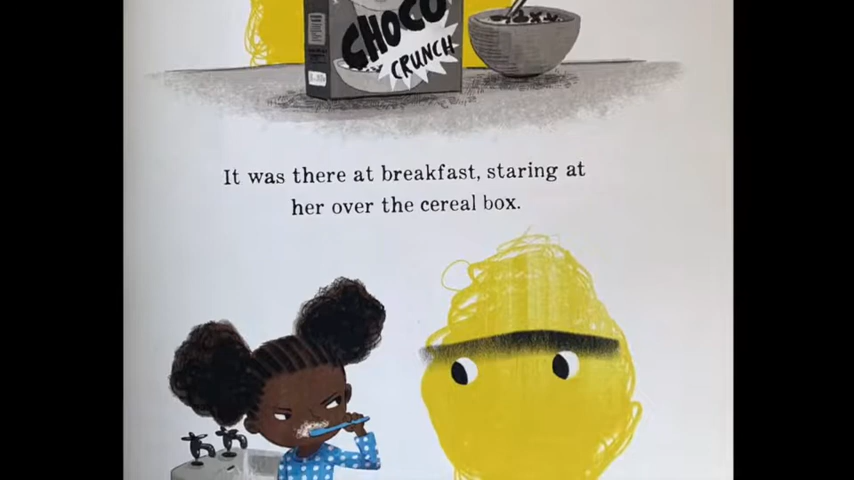 CHOCO
CRUNCH
It was there at breakfast, staring at
her over the cereal box.